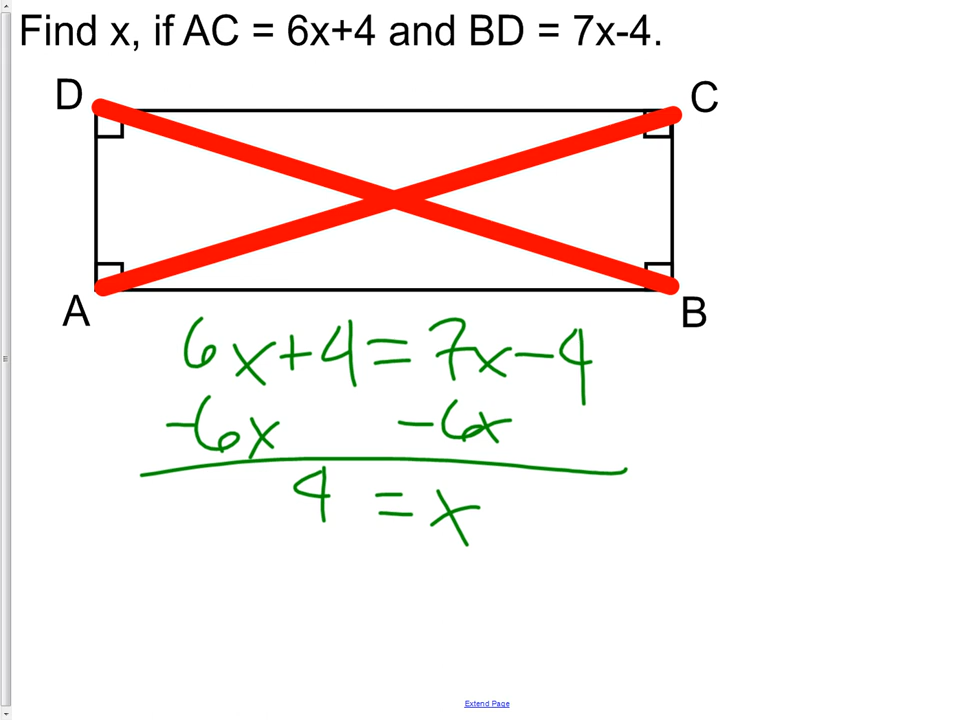 Find x, if AC = 6x+4 and BD = 7x-4.
D
C
A
B
6x+4=7x-4
-6x -6x
4 = x
Extend Page